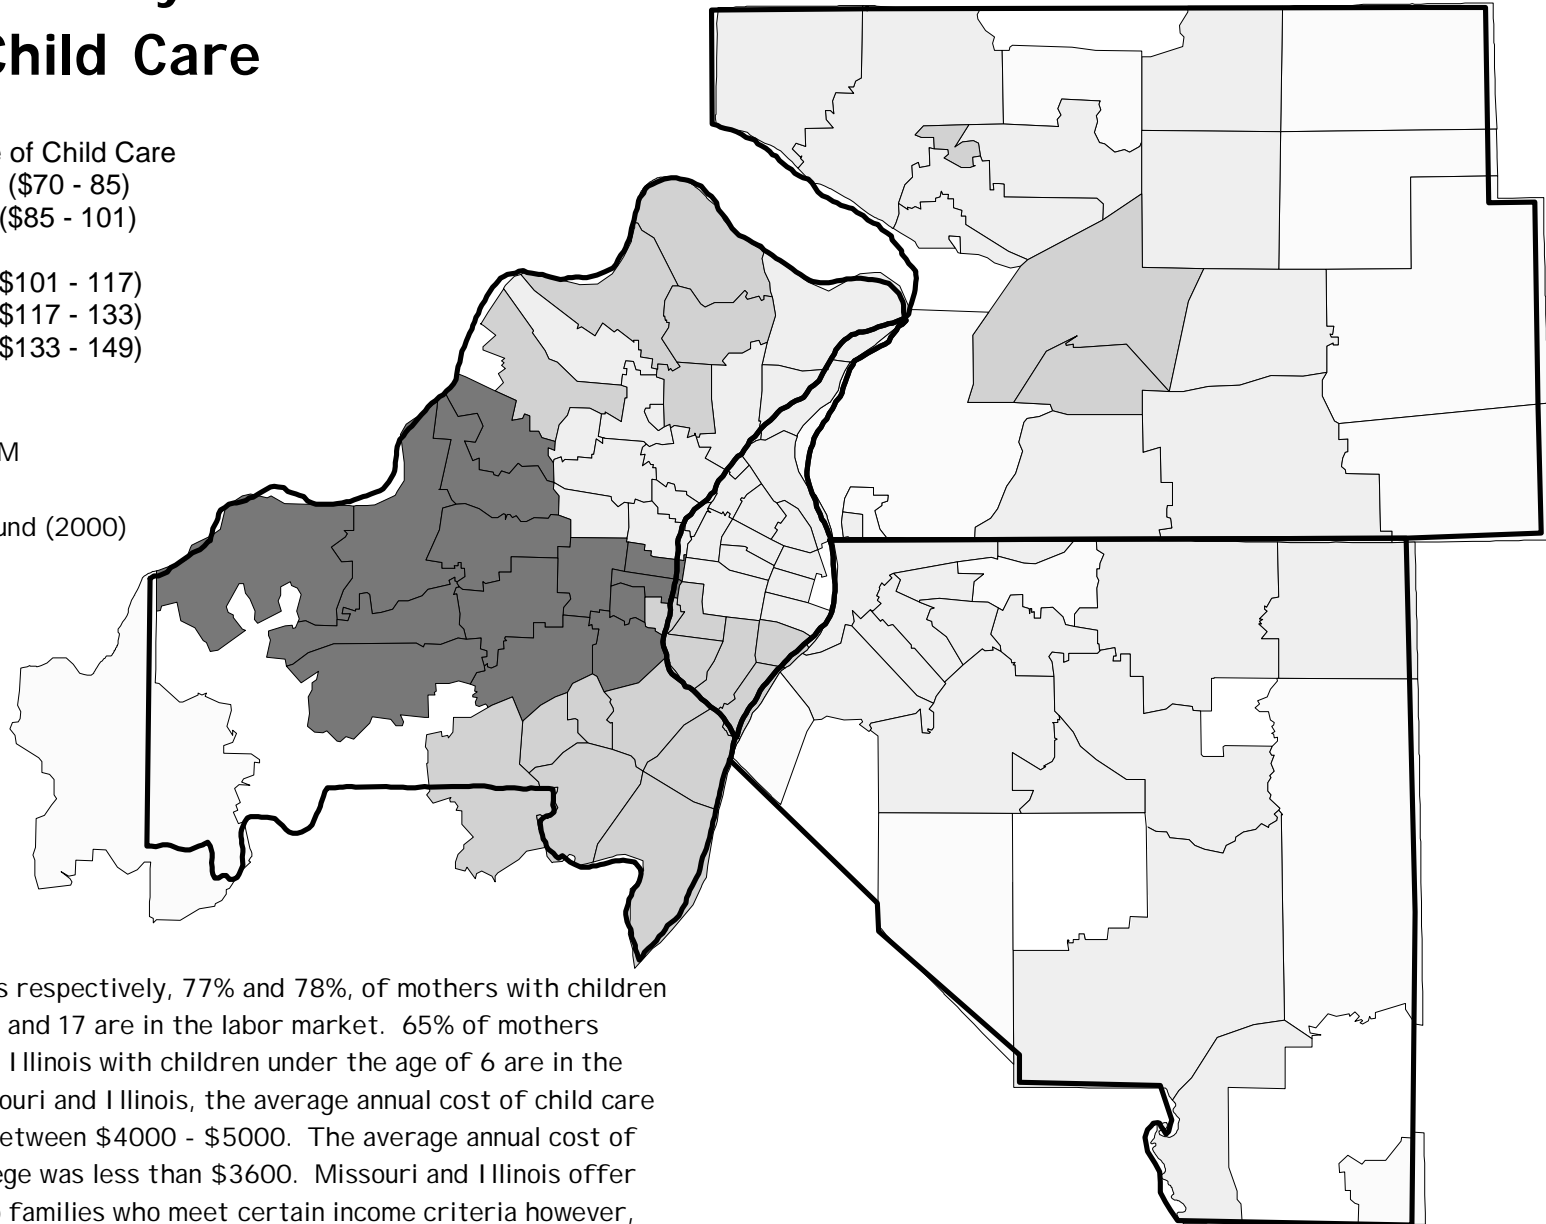 Child Care
of Child Care
($70 - 85)
($85 - 101)
$101 - 117)
$117 - 133)
$133 - 149)
M
und (2000)
s respectively, 77% and 78%, of mothers with children
and 17 are in the labor market. 65% of mothers
Illinois with children under the age of 6 are in the
ouri and Illinois, the average annual cost of child care
etween $4000 - $5000. The average annual cost of
ege was less than $3600. Missouri and Illinois offer
families who meet certain income criteria however,